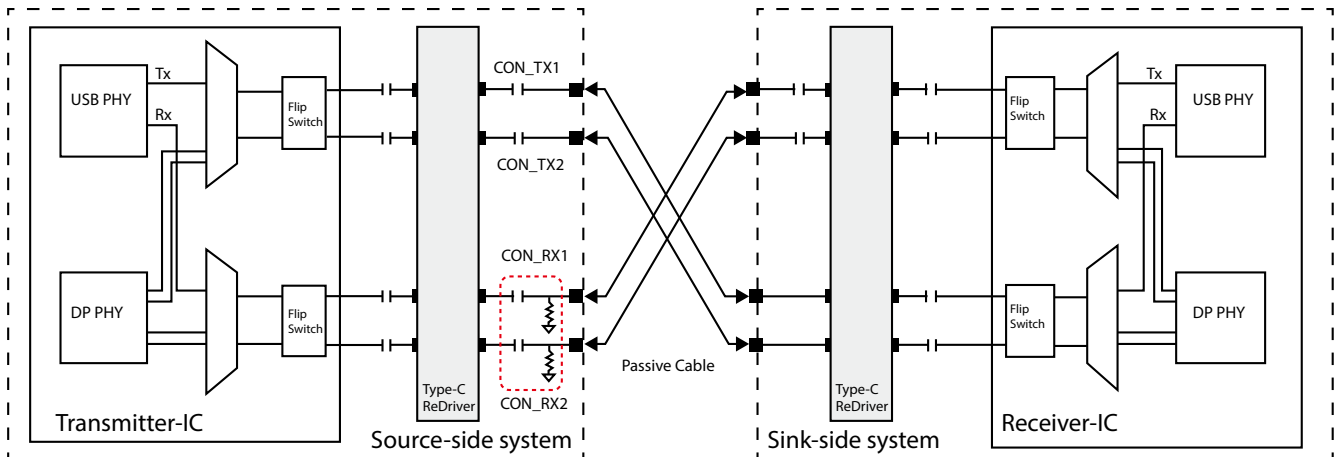 USB PHY
Tx
Rx
Flip
Switch
DP PHY
Flip
Switch
Transmitter-IC
Type-C
ReDriver
CON_TX1
CON_TX2
CON_RX1
CON_RX2
Source-side system
Passive Cable
Sink-side system
Type-C
ReDriver
Flip
Switch
Tx
Rx
USB PHY
Flip
Switch
DP PHY
Receiver-IC